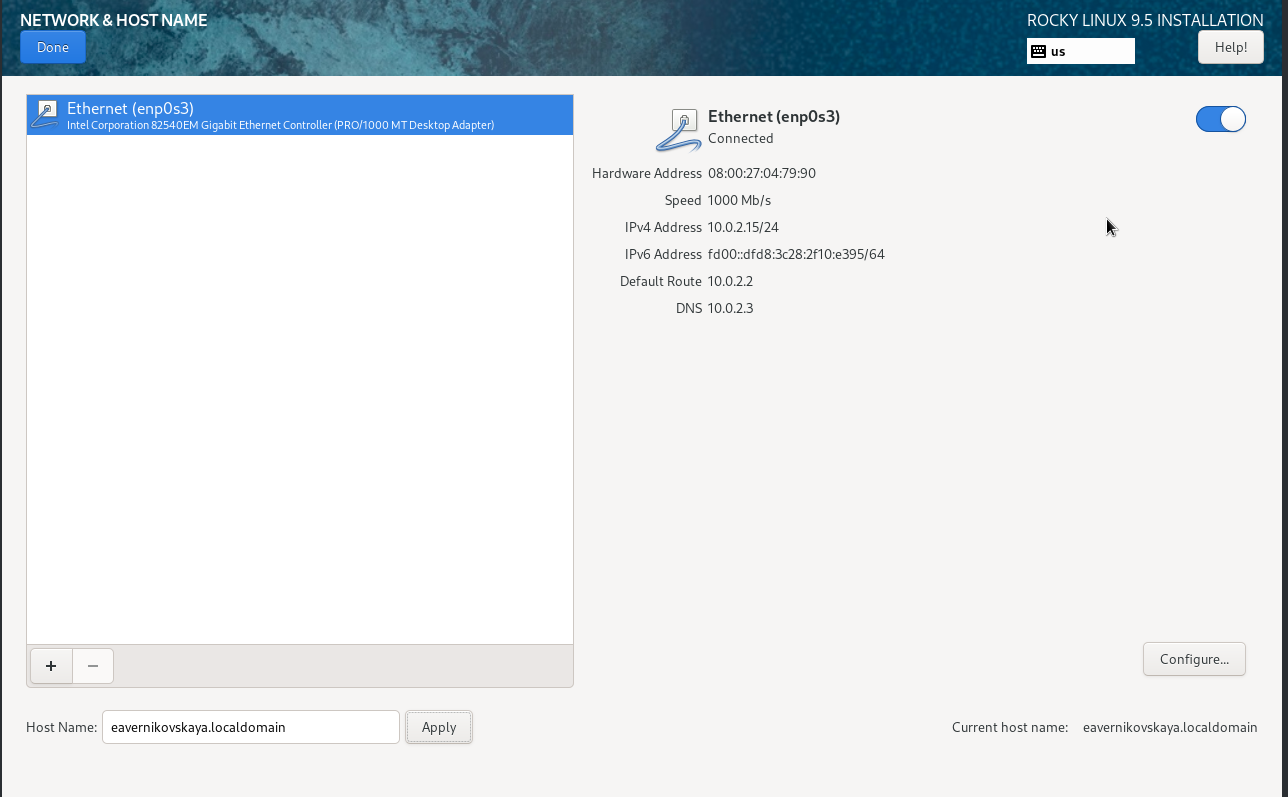 NETWORK & HOST NAME
ROCKY LINUX 9.5 INSTALLATION
Done
us
Help!
Ethernet (enp0s3)
Intel Corporation 82540EM Gigabit Ethernet Controller (PRO/1000 MT Desktop Adapter)
Ethernet (enp0s3)
Connected
Hardware Address 08:00:27:04:79:90
Speed 1000 Mb/s
IPv4 Address 10.0.2.15/24
IPv6 Address fd00::dfd8:3c28:2f10:e395/64
Default Route 10.0.2.2
DNS 10.0.2.3
+ −
Configure...
Host Name: eavernikovskaya.localdomain Apply
Current host name: eavernikovskaya.localdomain